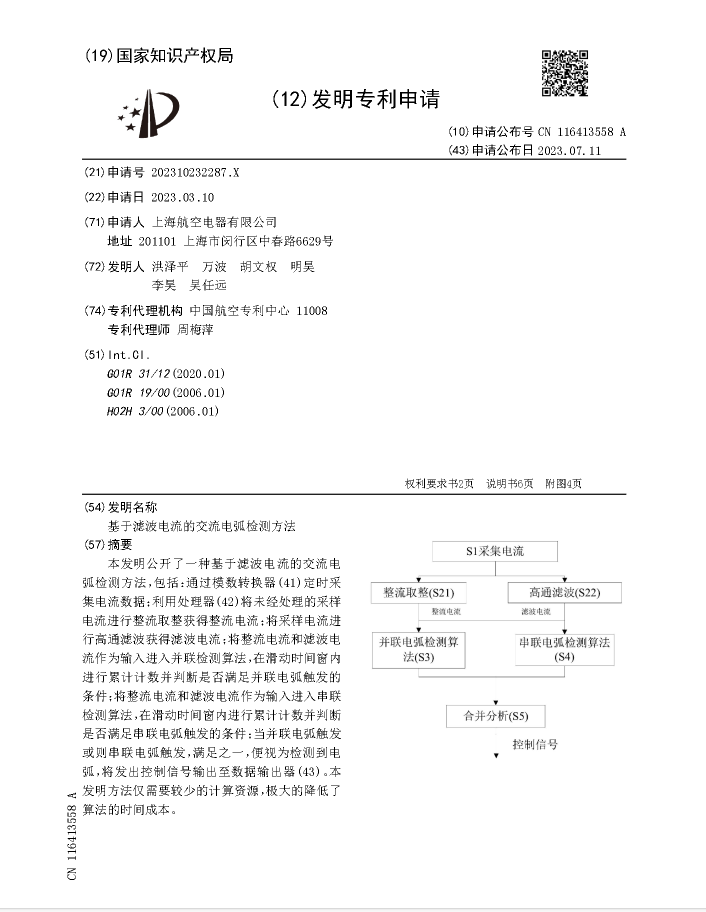 (19)国家知识产权局
(12)发明专利申请
(10)申请公布号 CN 116413558 A
(43)申请公布日 2023.07.11
(21)申请号 202310232287.X
(22)申请日 2023.03.10
(71)申请人 上海航空电器有限公司
地址 201101 上海市闵行区中春路6629号
(72)发明人 洪泽平 万波 胡文权 明昊
李昊 吴任远
(74)专利代理机构 中国航空专利中心 11008
专利代理师 周梅萍
(51)Int.Cl.
G01R 31/12(2020.01)
G01R 19/00(2006.01)
H02H 3/00(2006.01)
权利要求书2页 说明书6页 附图4页
(54)发明名称
基于滤波电流的交流电弧检测方法
(57)摘要
本发明公开了一种基于滤波电流的交流电
弧检测方法,包括:通过模数转换器(41)定时采
集电流数据;利用处理器(42)将未经处理的采样
电流进行整流取整获得整流电流;将采样电流进
行高通滤波获得滤波电流;将整流电流和滤波电
流作为输入进入并联检测算法,在滑动时间窗内
进行累计计数并判断是否满足并联电弧触发的
条件;将整流电流和滤波电流作为输入进入串联
检测算法,在滑动时间窗内进行累计计数并判断
是否满足串联电弧触发的条件;当并联电弧触发
或则串联电弧触发,满足之一,便视为检测到电
弧,将发出控制信号输出至数据输出器(43)。本
发明方法仅需要较少的计算资源,极大的降低了
算法的时间成本。
S1采集电流
整流取整(S21)
高通滤波(S22)
整流电流
滤波电流
并联电弧检测算
法(S3)
串联电弧检测算法
(S4)
合并分析(S5)
控制信号
CN 116413558 A